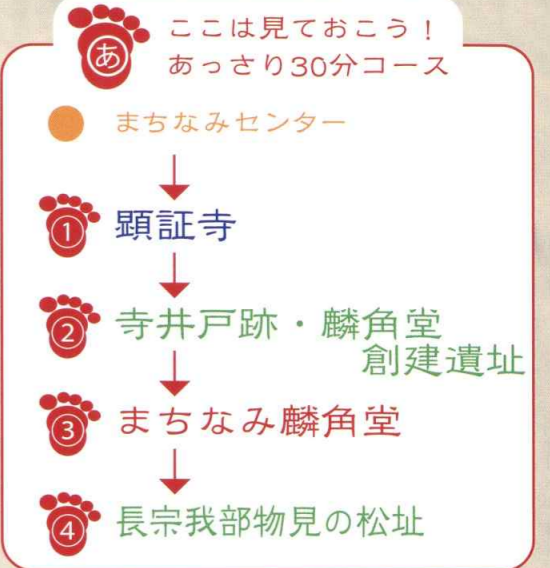 あ
ここは見ておこう！
あっさり30分コース
まちなみセンター
1 顕証寺
2 寺井戸跡・麟角堂
創建遺址
3 まちなみ麟角堂
4 長宗我部物見の松址